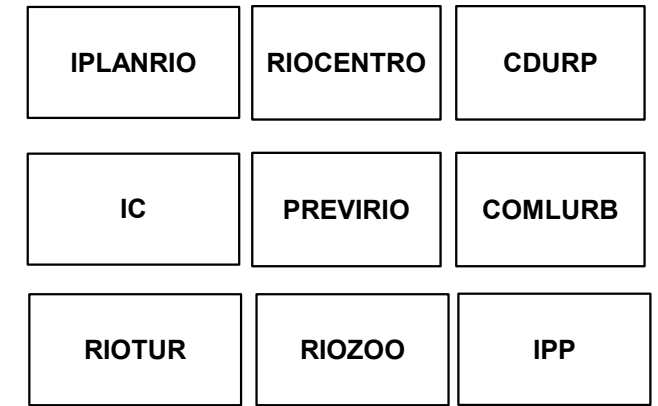 IPLANRIO
RIOCENTRO
CDURP
IC
PREVIRIO
COMLURB
RIOTUR
RIOZOO
IPP